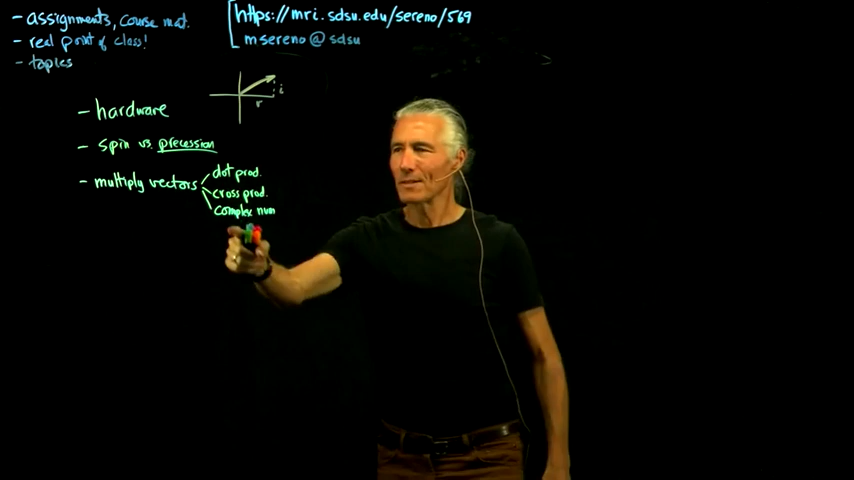 - assignments, course mat.
- real point of class!
- topics
https://mri.sdsu.edu/sereno/569
msereno@sdsu
i
r
- hardware
- spin vs. precession
- multiply vectors
dot prod.
cross prod.
complex num